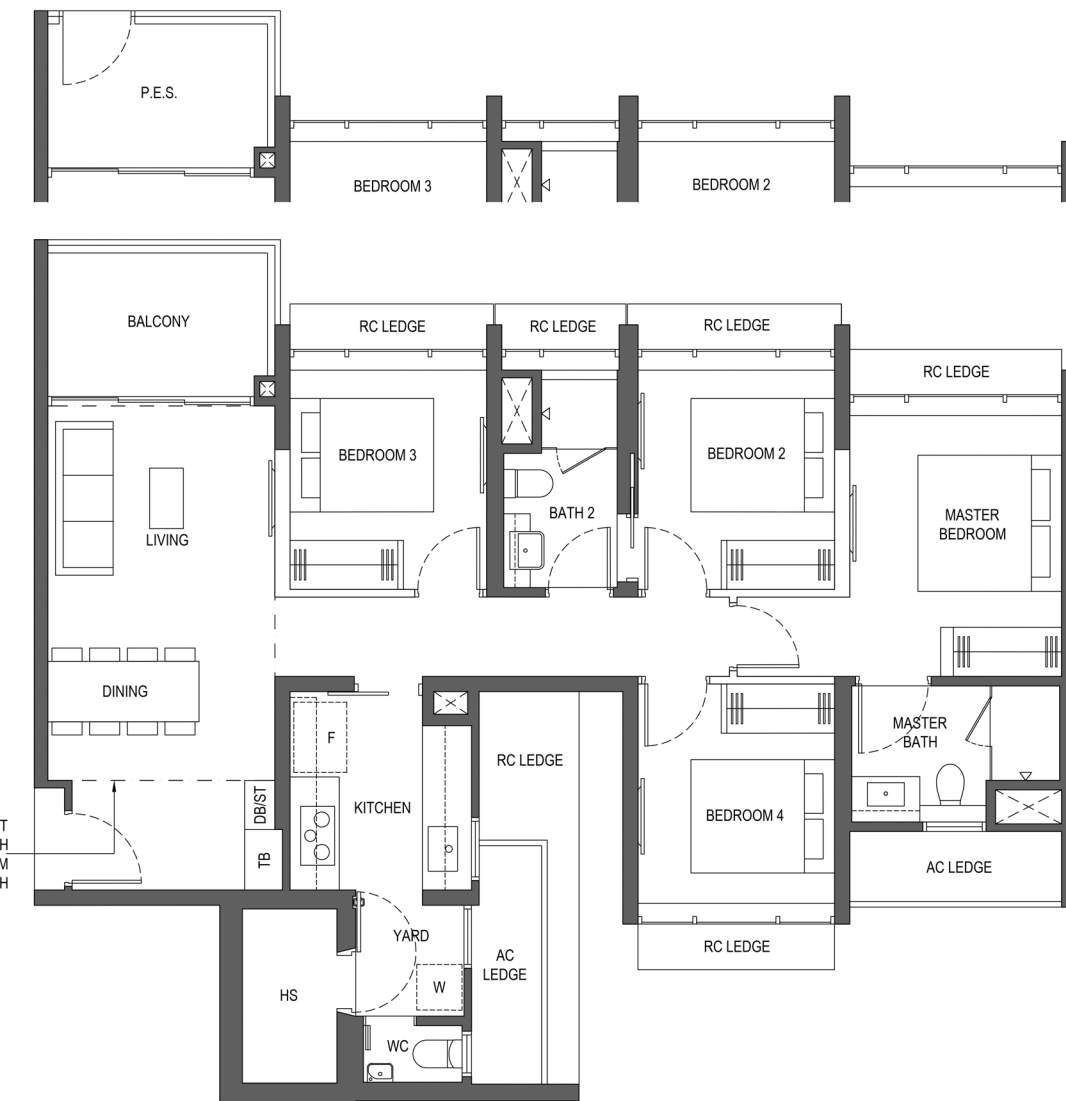 P.E.S.
BEDROOM 3
BEDROOM 2
BALCONY
RC LEDGE
RC LEDGE
RC LEDGE
RC LEDGE
BEDROOM 3
BEDROOM 2
BATH 2
LIVING
MASTER
BEDROOM
DINING
F
MASTER
BATH
RC LEDGE
KITCHEN
DB/ST
TB
BEDROOM 4
T
H
M
H
AC LEDGE
YARD
W
AC
LEDGE
RC LEDGE
HS
WC